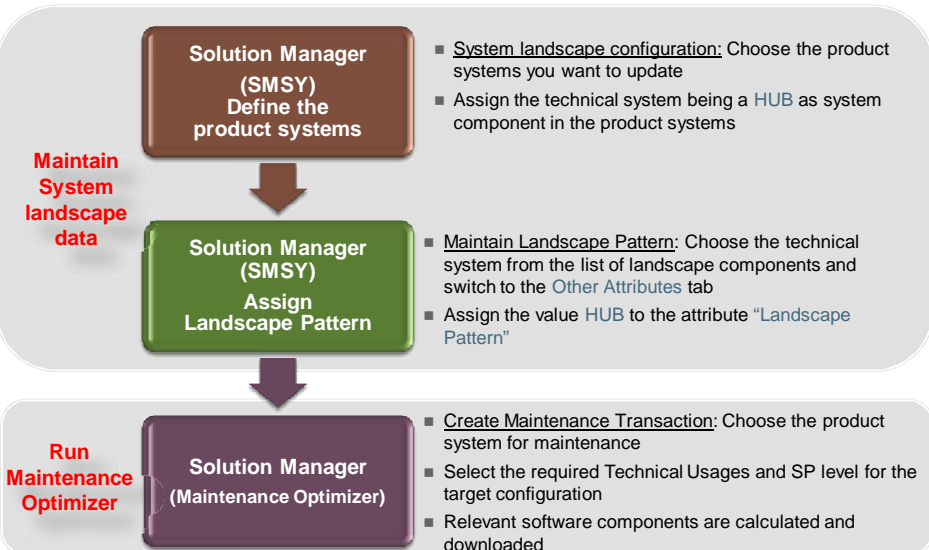 Maintain
System
landscape
data
Solution Manager
(SMSY)
Define the
product systems
■ System landscape configuration: Choose the product
systems you want to update
■ Assign the technical system being a HUB as system
component in the product systems
Solution Manager
(SMSY)
Assign
Landscape Pattern
■ Maintain Landscape Pattern: Choose the technical
system from the list of landscape components and
switch to the Other Attributes tab
■ Assign the value HUB to the attribute “Landscape
Pattern”
Run
Maintenance
Optimizer
Solution Manager
(Maintenance Optimizer)
■ Create Maintenance Transaction: Choose the product
system for maintenance
■ Select the required Technical Usages and SP level for the
target configuration
■ Relevant software components are calculated and
downloaded